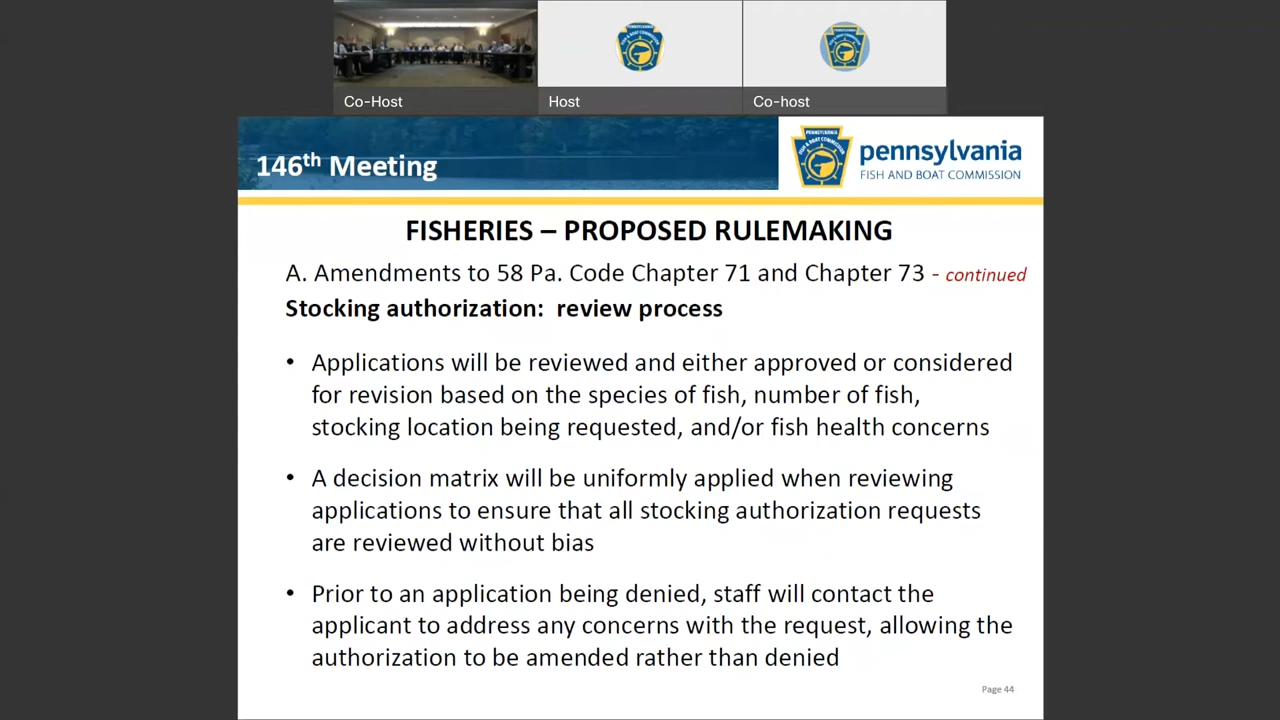 Co-Host
Host
Co-host
146th Meeting
pennsylvania
FISH AND BOAT COMMISSION
FISHERIES – PROPOSED RULEMAKING
A. Amendments to 58 Pa. Code Chapter 71 and Chapter 73 - continued
Stocking authorization: review process
• Applications will be reviewed and either approved or considered
for revision based on the species of fish, number of fish,
stocking location being requested, and/or fish health concerns
• A decision matrix will be uniformly applied when reviewing
applications to ensure that all stocking authorization requests
are reviewed without bias
• Prior to an application being denied, staff will contact the
applicant to address any concerns with the request, allowing the
authorization to be amended rather than denied
Page 44